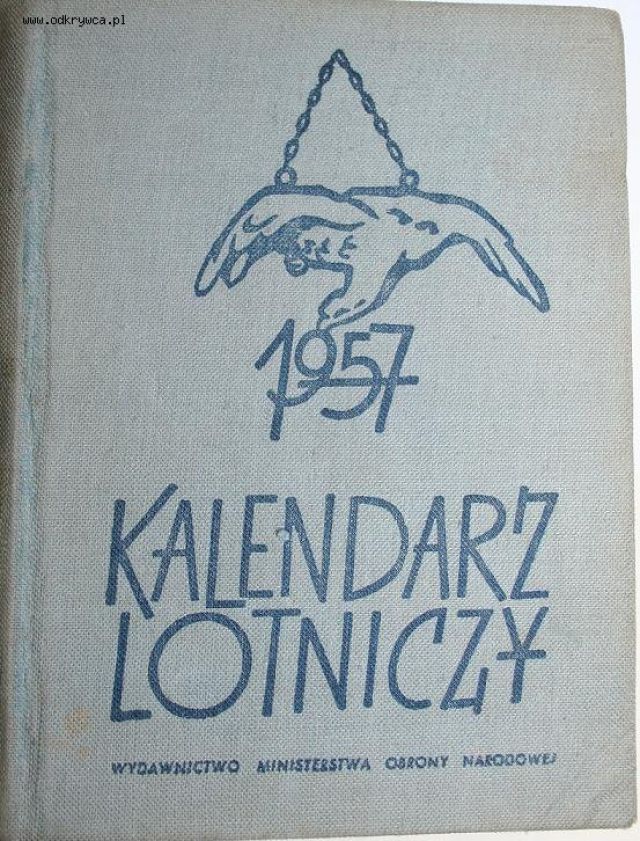 www.odkrywca.pl
1957
KALENDARZ
LOTNICZY
WYDAWNICTWO MINISTERSTWA OBRONY NARODOWEJ